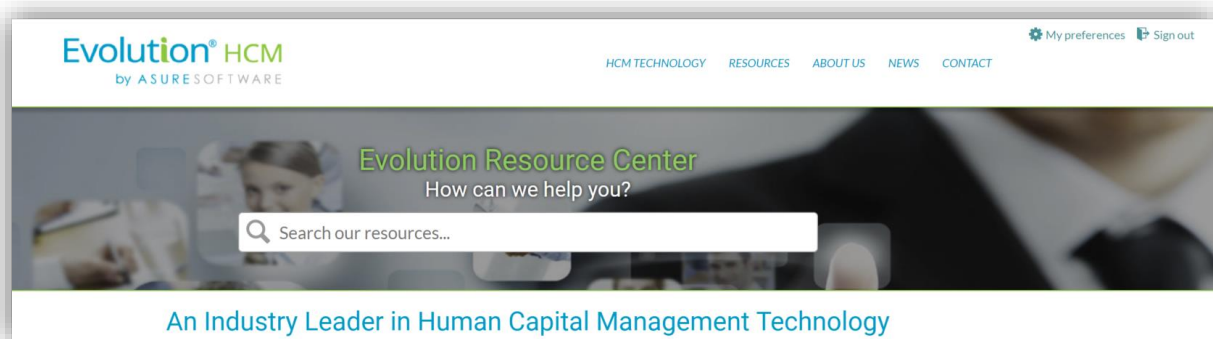 Evolution® HCM
by ASURESOFTWARE
My preferences Sign out
HCM TECHNOLOGY RESOURCES ABOUT US NEWS CONTACT
Evolution Resource Center
How can we help you?
Search our resources...
An Industry Leader in Human Capital Management Technology